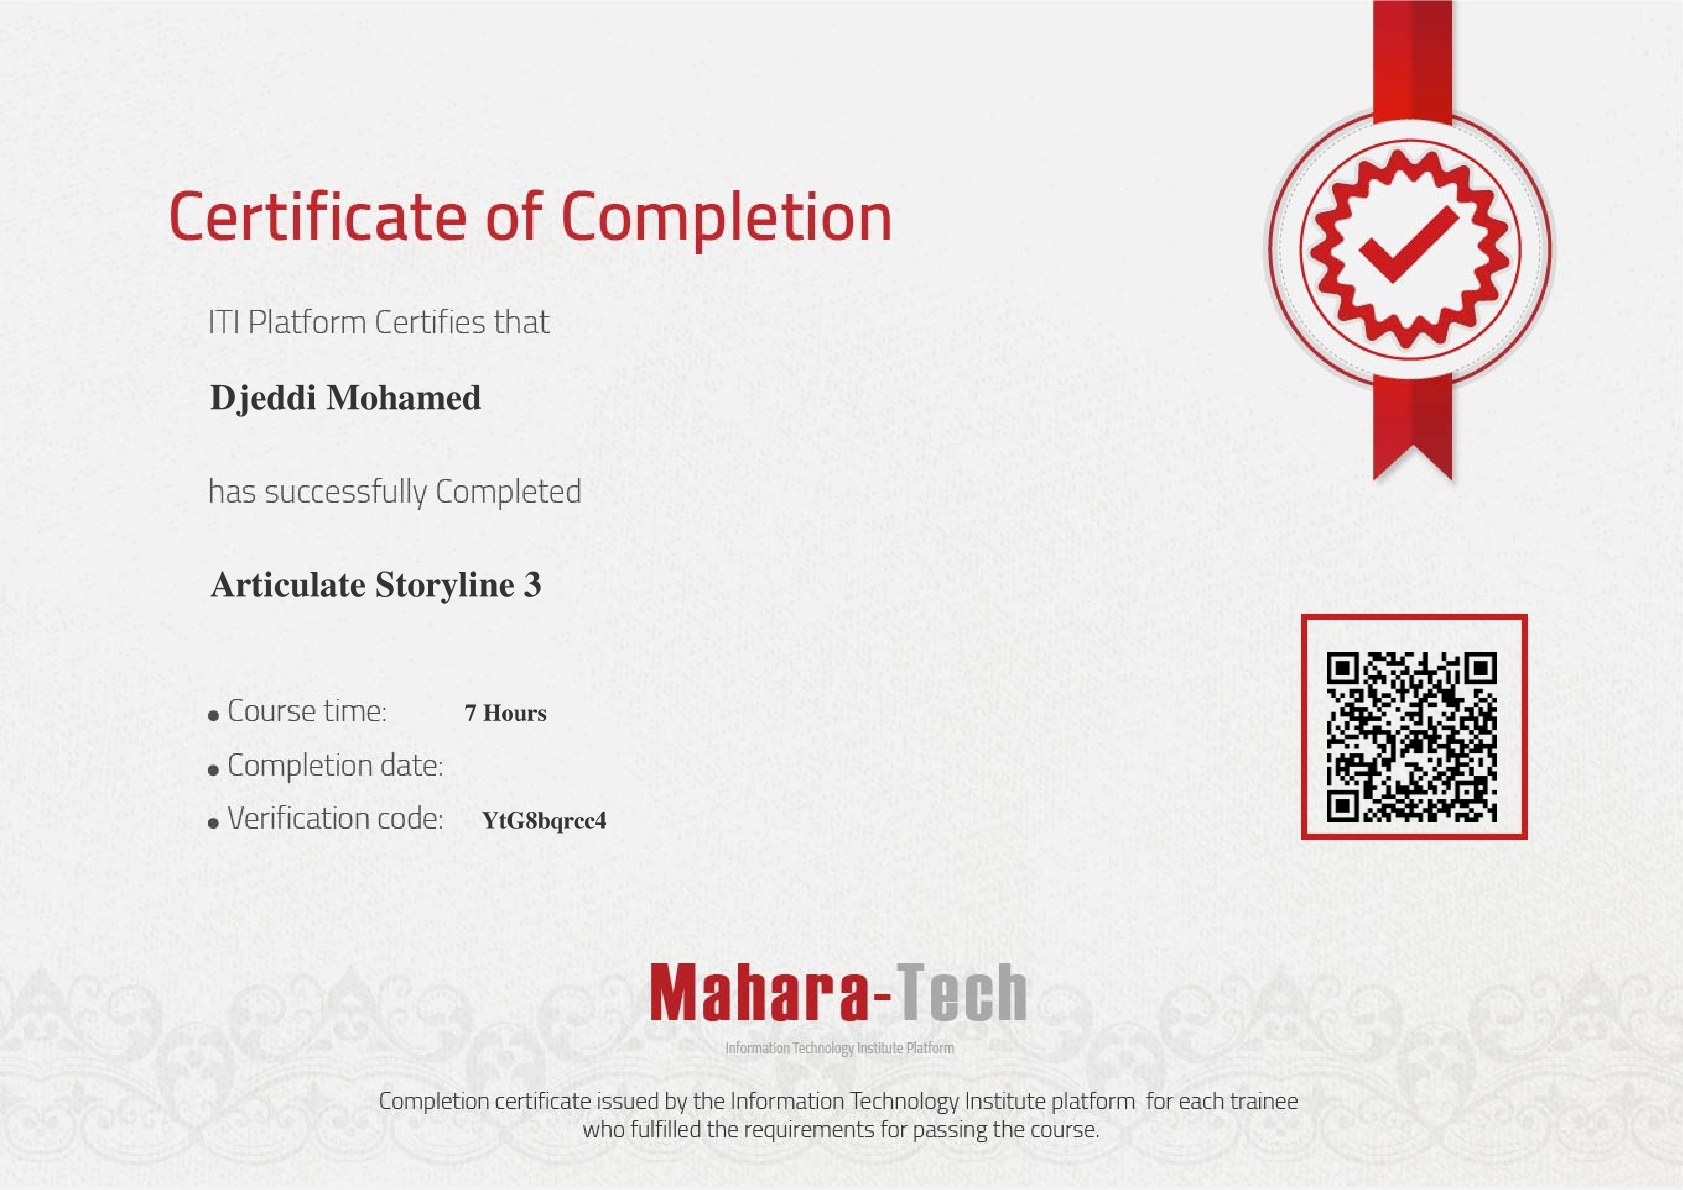 Certificate of Completion
ITI Platform Certifies that
Djeddi Mohamed
has successfully Completed
Articulate Storyline 3
• Course time: 7 Hours
• Completion date:
• Verification code: YtG8bqrcc4
Mahara-Tech
Information Technology Institute Platform
Completion certificate issued by the Information Technology Institute platform for each trainee
who fulfilled the requirements for passing the course.